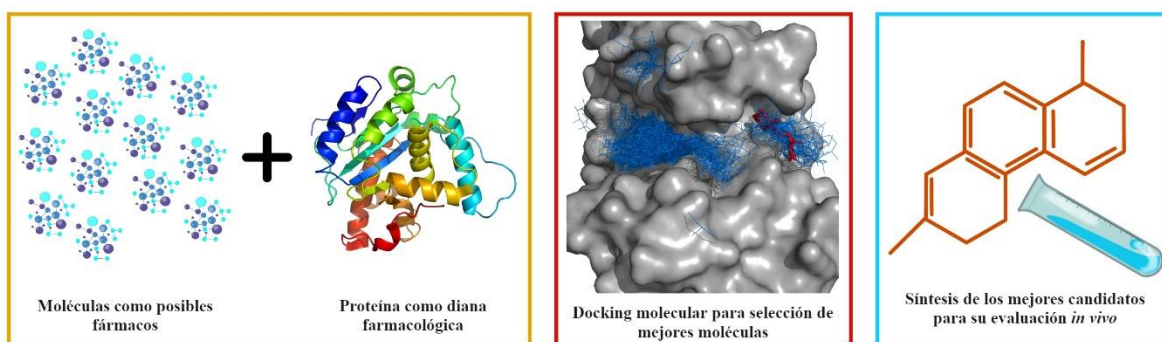 Moléculas como posibles
fármacos
Proteína como diana
farmacológica
Docking molecular para selección de
mejores moléculas
Síntesis de los mejores candidatos
para su evaluación in vivo